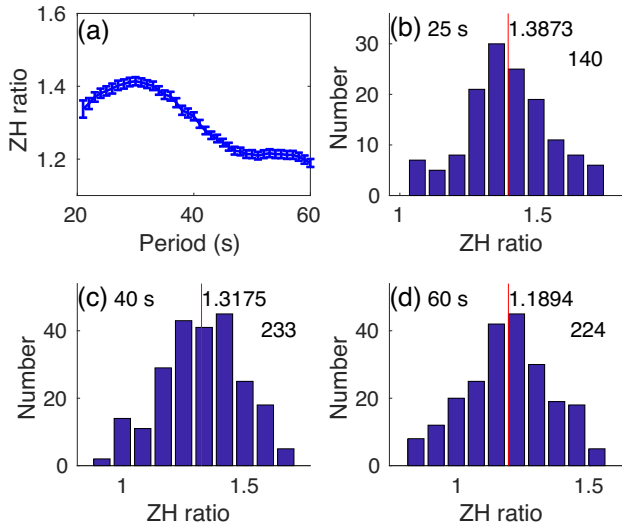 (a)
1.6
1.4
1.2
ZH ratio
20
40
60
Period (s)
(b)
25 s
1.3873
140
30
20
10
0
Number
1
1.5
ZH ratio
(c)
40 s
1.3175
233
40
20
0
Number
1
1.5
ZH ratio
(d)
60 s
1.1894
224
40
20
0
Number
1
1.5
ZH ratio